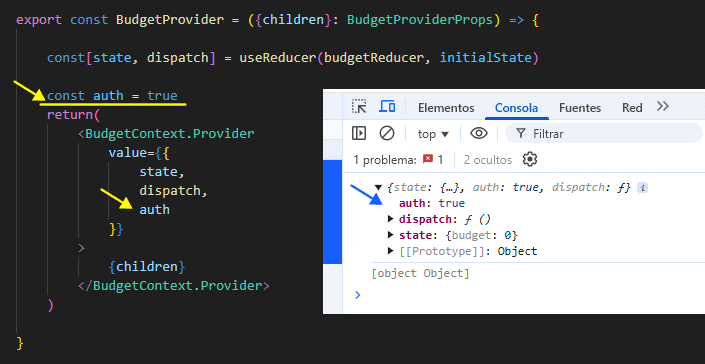 export const BudgetProvider = ({children}: BudgetProviderProps) => {
const[state, dispatch] = useReducer(budgetReducer, initialState)
const auth = true
return(
<BudgetContext.Provider
value={{
state,
dispatch,
auth
}}
>
{children}
</BudgetContext.Provider>
)
}
Elementos Consola Fuentes Red
top Filtrar
1 problema: 1 2 ocultos
{state: {…}, auth: true, dispatch: ƒ} i
auth: true
dispatch: ƒ ()
state: {budget: 0}
[[Prototype]]: Object
[object Object]
>